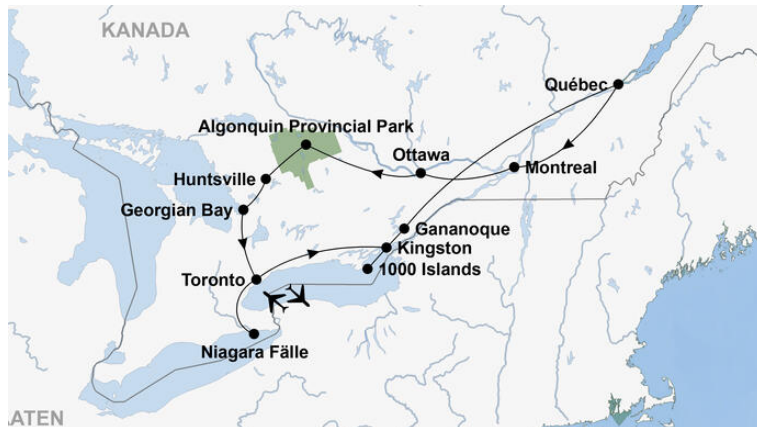 KANADA
Québec
Algonquin Provincial Park
Ottawa
Montreal
Huntsville
Georgian Bay
Gananoque
Kingston
1000 Islands
Toronto
Niagara Fälle
ATEN